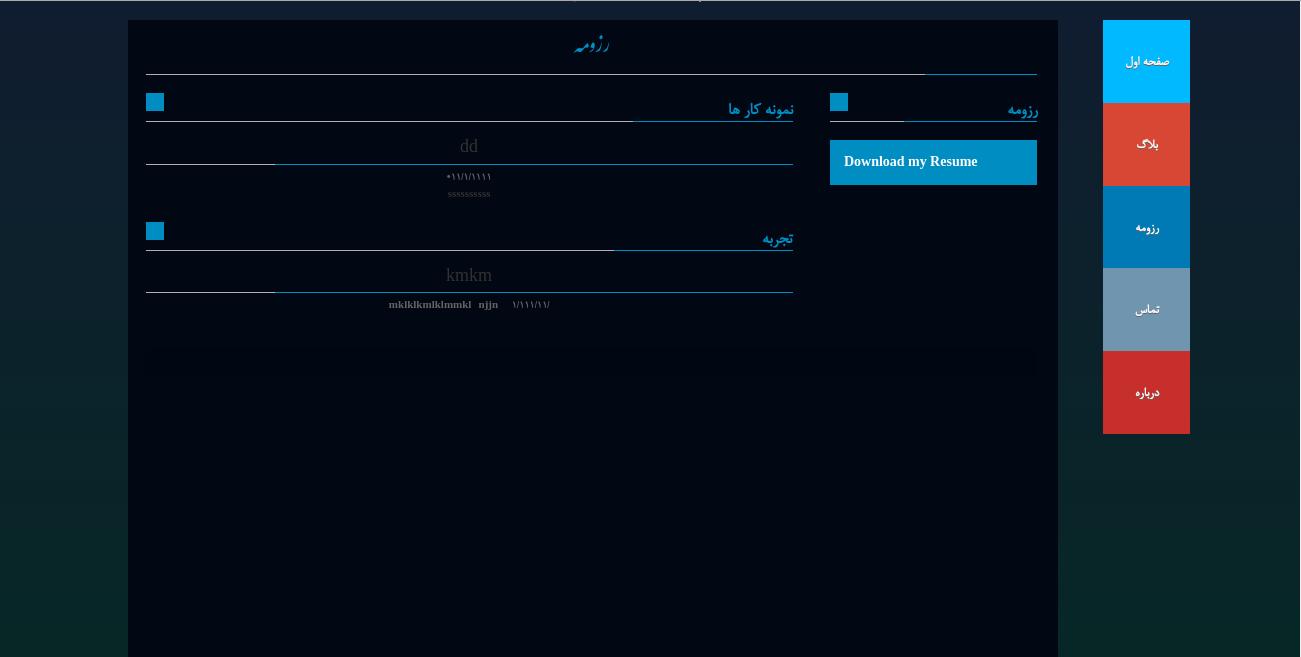 رزومه
رزومه
Download my Resume
نمونه کار ها
dd
۰۱۱/۱/۱۱۱۱
ssssssssss
تجربه
kmkm
mklklkmlklmmkl njjn ۱/۱۱۱/۱۱/
صفحه اول
بلاگ
رزومه
تماس
درباره